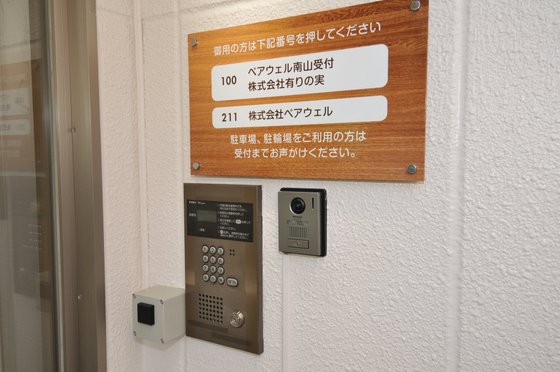 御用の方は下記番号を押してください
100 ベアウェル南山受付
株式会社有りの実
211 株式会社ベアウェル
駐車場、駐輪場をご利用の方は
受付までお声がけください。